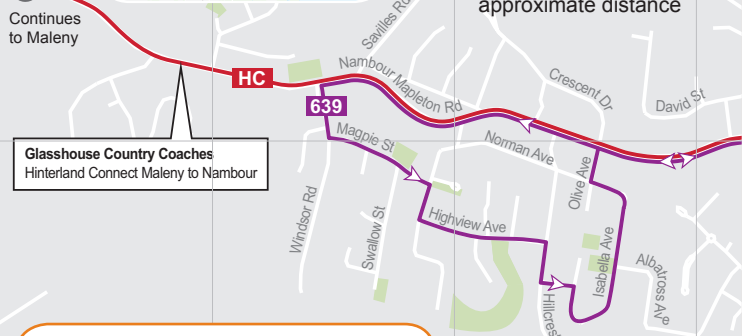 approximate distance
Continues
to Maleny
Savilles Rd
HC
Nambour Mapleton Rd
Crescent Dr
David St
639
Magpie St
Norman Ave
Glasshouse Country Coaches
Hinterland Connect Maleny to Nambour
Olive Ave
Windsor Rd
Swallow St
Highview Ave
Isabella Ave
Albatross Ave
Hillcres